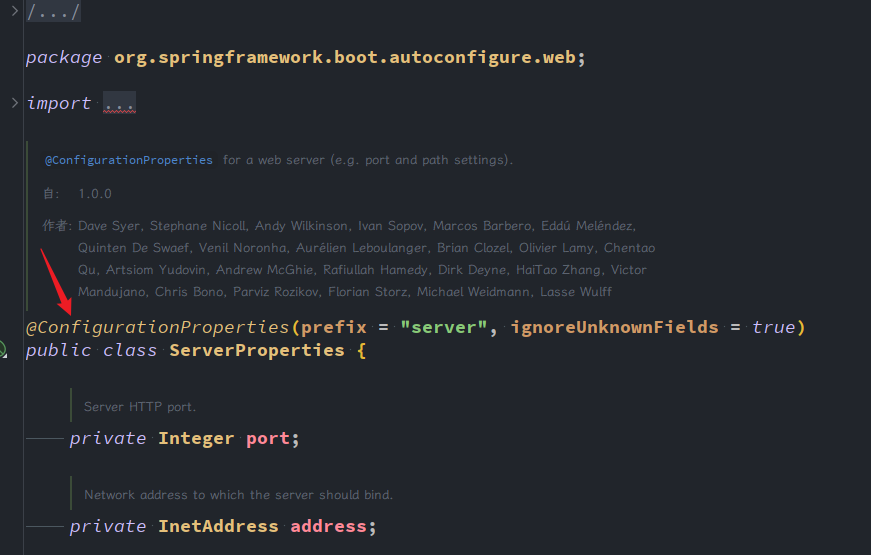 /.../
package org.springframework.boot.autoconfigure.web;
import ...
@ConfigurationProperties for a web server (e.g. port and path settings).
自: 1.0.0
作者: Dave Syer, Stephane Nicoll, Andy Wilkinson, Ivan Sopov, Marcos Barbero, Eddú Meléndez,
Quinten De Swaef, Venil Noronha, Aurélien Leboulanger, Brian Clozel, Olivier Lamy, Chentao
Qu, Artsiom Yudovin, Andrew McGhie, Rafiullah Hamedy, Dirk Deyne, HaiTao Zhang, Victor
Mandujano, Chris Bono, Parviz Rozikov, Florian Storz, Michael Weidmann, Lasse Wulff
@ConfigurationProperties(prefix = "server", ignoreUnknownFields = true)
public class ServerProperties {
Server HTTP port.
private Integer port;
Network address to which the server should bind.
private InetAddress address;